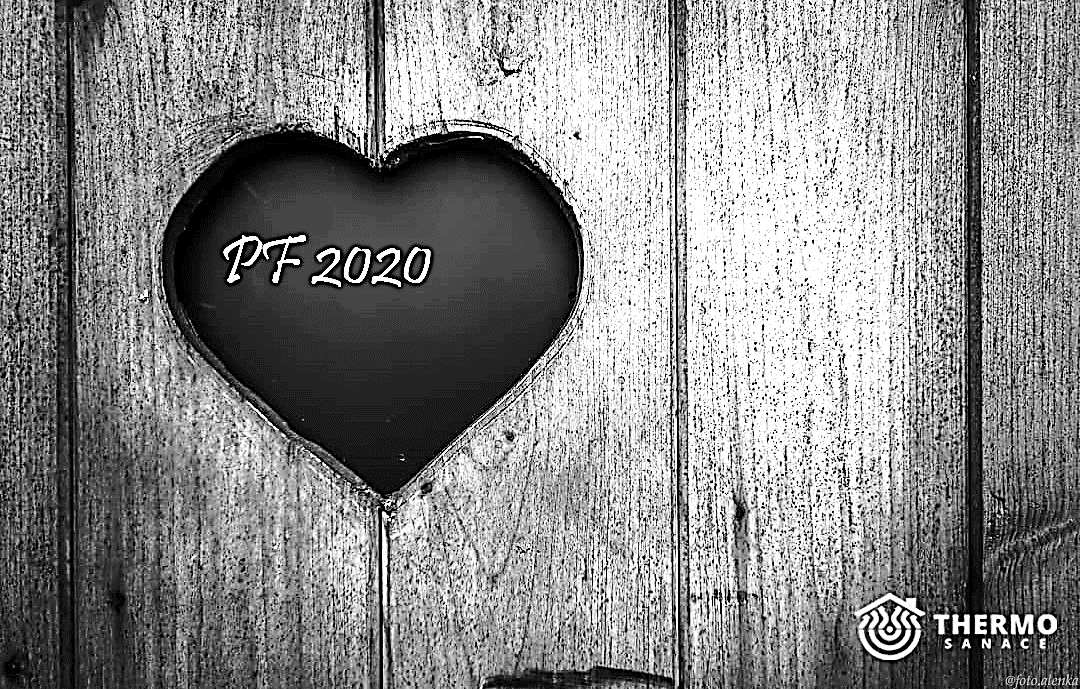 PF 2020
THERMO
SANACE
@foto.alenka